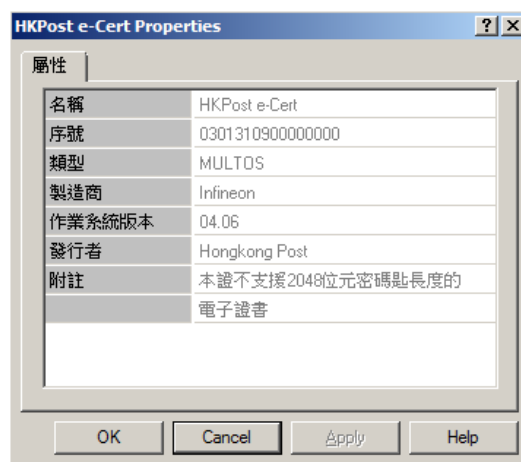 HKPost e-Cert Properties
屬性
名稱 HKPost e-Cert
序號 0301310900000000
類型 MULTOS
製造商 Infineon
作業系統版本 04.06
發行者 Hongkong Post
附註 本證不支援2048位元密碼匙長度的
電子證書
OK Cancel Apply Help